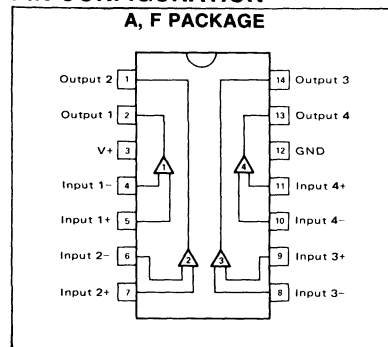 A, F PACKAGE
Output 2 1 14 Output 3
Output 1 2 13 Output 4
V+ 3 12 GND
1 4
Input 1- 4 11 Input 4+
Input 1+ 5 10 Input 4-
Input 2- 6 9 Input 3+
2 3
Input 2+ 7 8 Input 3-